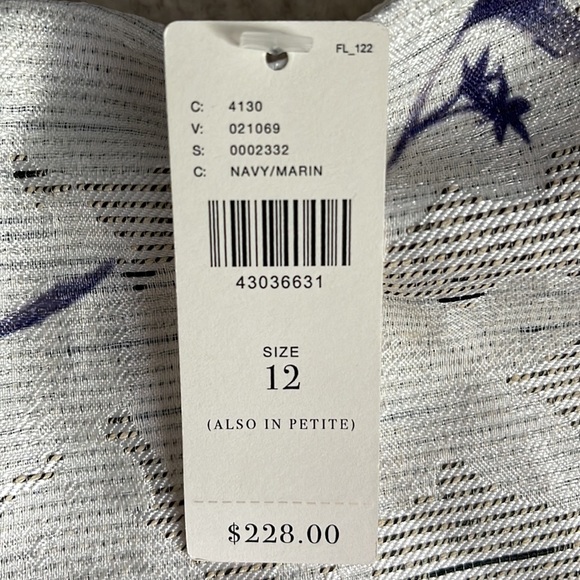 FL_122
C: 4130
V: 021069
S: 0002332
C: NAVY/MARIN
43036631
SIZE
12
(ALSO IN PETITE)
$228.00